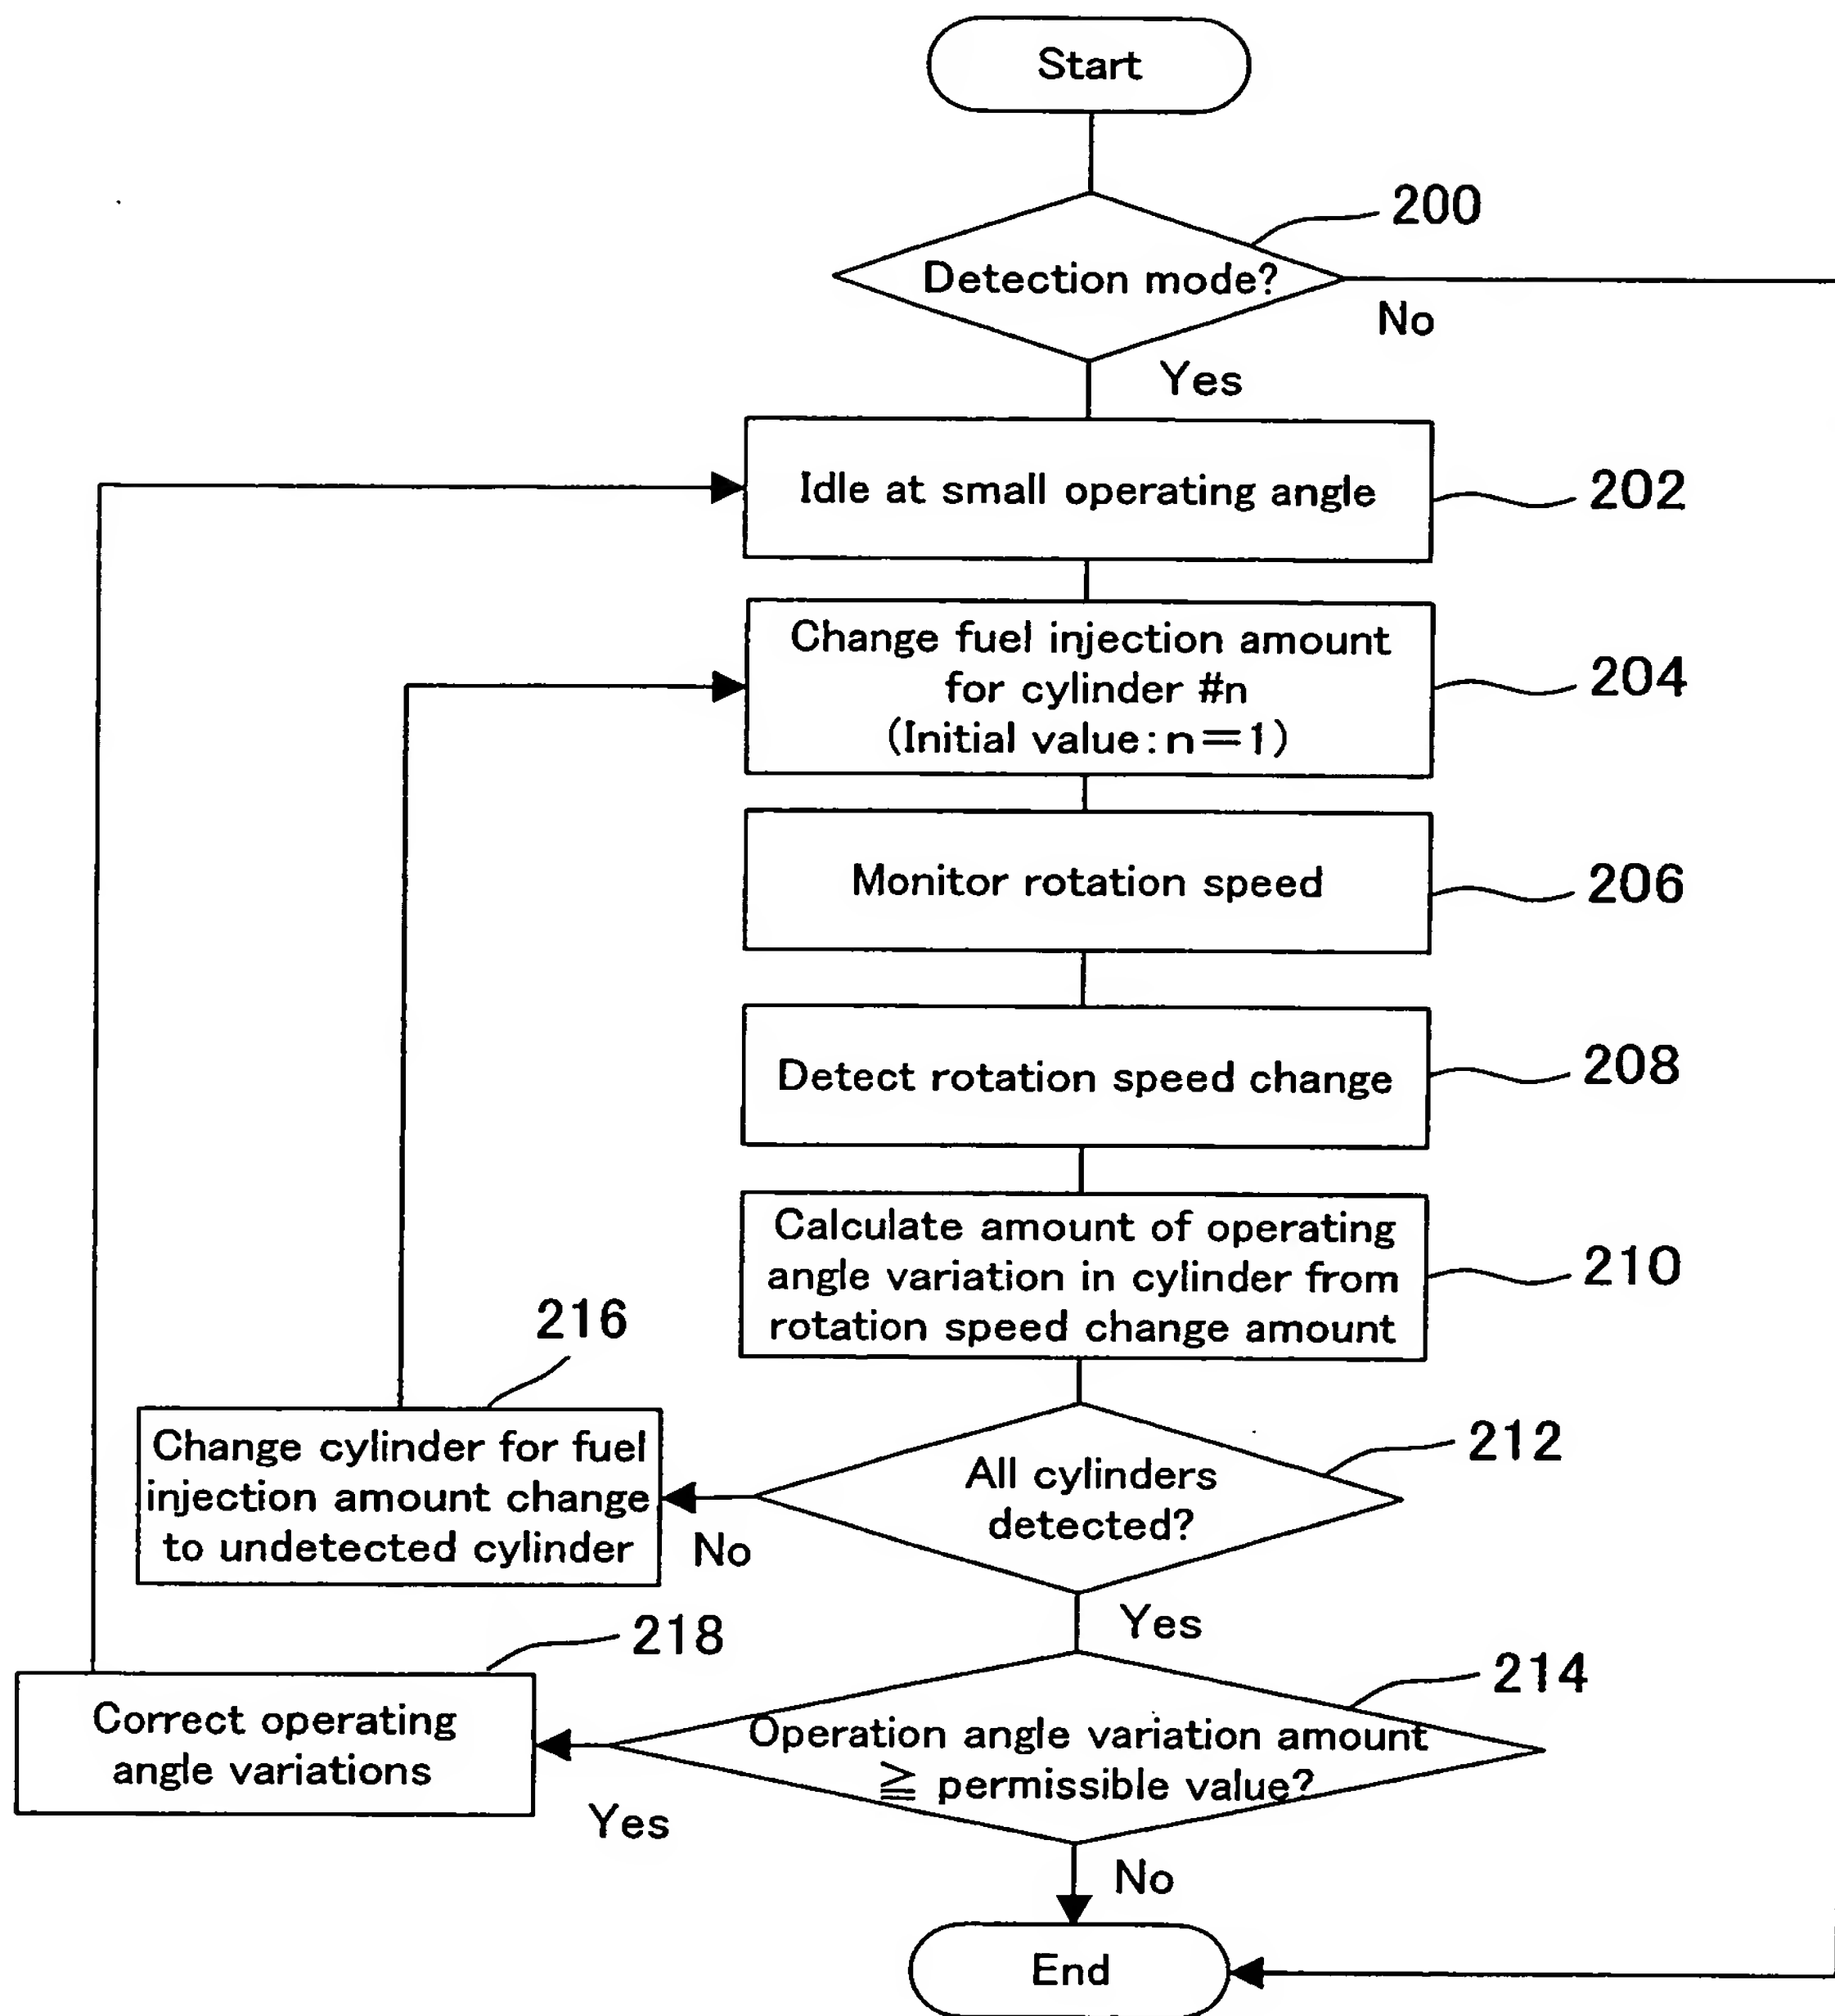 Start
200
Detection mode?
No
Yes
Idle at small operating angle
202
Change fuel injection amount
for cylinder #n
(Initial value:n=1)
204
Monitor rotation speed
206
Detect rotation speed change
208
Calculate amount of operating
angle variation in cylinder from
rotation speed change amount
210
216
Change cylinder for fuel
injection amount change
to undetected cylinder
No
All cylinders
detected?
212
Yes
218
Correct operating
angle variations
Yes
214
Operation angle variation amount
≧ permissible value?
No
End